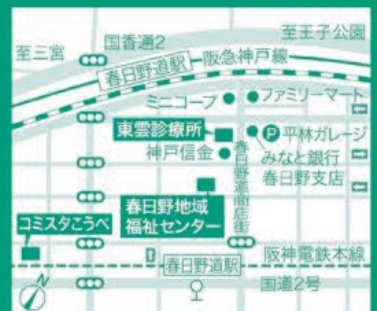 至三宮
国香通2
至王子公園
春日野道駅
阪急神戸線
ミニコープ
ファミリーマート
東雲診療所
P 平林ガレージ
神戸信金
みなと銀行
春日野支店
春日野道商店街
春日野地域
福祉センター
コミスタこうべ
阪神電鉄本線
春日野道駅
国道2号
N